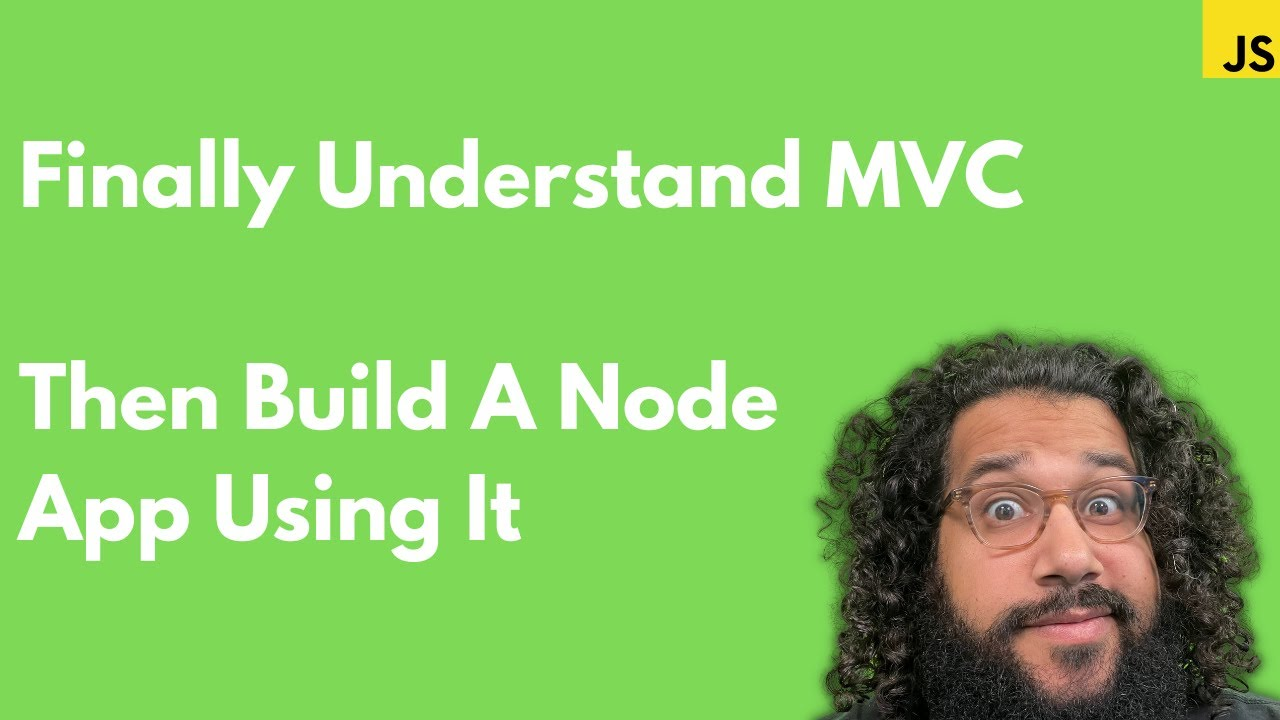 JS
Finally Understand MVC
Then Build A Node
App Using It